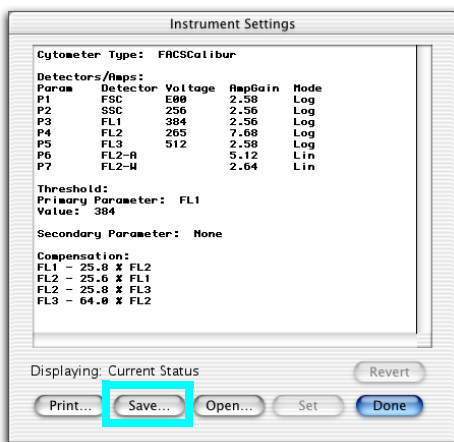 Instrument Settings
Cytometer Type: FACSCalibur
Detectors/Amps:
Param Detector Voltage AmpGain Mode
P1 FSC E00 2.58 Log
P2 SSC 256 2.56 Log
P3 FL1 384 2.56 Log
P4 FL2 265 7.68 Log
P5 FL3 512 2.58 Log
P6 FL2-A 5.12 Lin
P7 FL2-W 2.64 Lin
Threshold:
Primary Parameter: FL1
Value: 384
Secondary Parameter: None
Compensation:
FL1 - 25.8 % FL2
FL2 - 25.6 % FL1
FL2 - 25.8 % FL3
FL3 - 64.0 % FL2
Displaying: Current Status
Revert
Print... Save... Open... Set Done